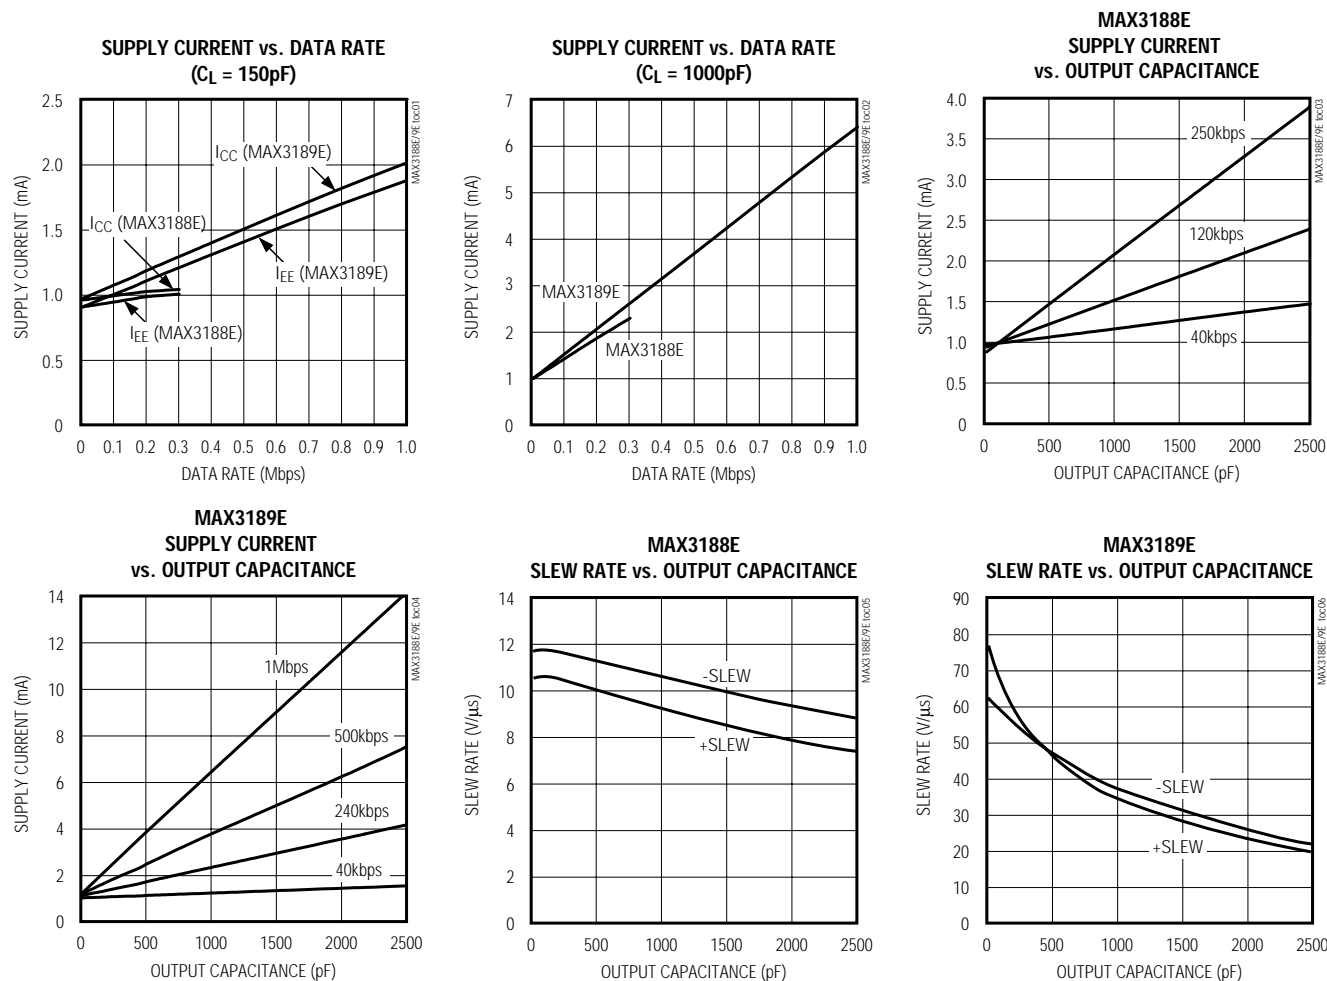 SUPPLY CURRENT vs. DATA RATE
(CL = 150pF)
MAX3188E/9E toc01
SUPPLY CURRENT (mA)
2.5
2.0
1.5
1.0
0.5
0
ICC (MAX3189E)
ICC (MAX3188E)
IEE (MAX3189E)
IEE (MAX3188E)
0 0.1 0.2 0.3 0.4 0.5 0.6 0.7 0.8 0.9 1.0
DATA RATE (Mbps)
SUPPLY CURRENT vs. DATA RATE
(CL = 1000pF)
MAX3188E/9E toc02
SUPPLY CURRENT (mA)
7
6
5
4
3
2
1
0
MAX3189E
MAX3188E
0 0.1 0.2 0.3 0.4 0.5 0.6 0.7 0.8 0.9 1.0
DATA RATE (Mbps)
MAX3188E
SUPPLY CURRENT
vs. OUTPUT CAPACITANCE
MAX3188E/9E toc03
SUPPLY CURRENT (mA)
4.0
3.5
3.0
2.5
2.0
1.5
1.0
0.5
0
250kbps
120kbps
40kbps
0 500 1000 1500 2000 2500
OUTPUT CAPACITANCE (pF)
MAX3189E
SUPPLY CURRENT
vs. OUTPUT CAPACITANCE
MAX3188E/9E toc04
SUPPLY CURRENT (mA)
14
12
10
8
6
4
2
0
1Mbps
500kbps
240kbps
40kbps
0 500 1000 1500 2000 2500
OUTPUT CAPACITANCE (pF)
MAX3188E
SLEW RATE vs. OUTPUT CAPACITANCE
MAX3188E/9E toc05
SLEW RATE (V/µs)
14
12
10
8
6
4
2
0
-SLEW
+SLEW
0 500 1000 1500 2000 2500
OUTPUT CAPACITANCE (pF)
MAX3189E
SLEW RATE vs. OUTPUT CAPACITANCE
MAX3188E/9E toc06
SLEW RATE (V/µs)
90
80
70
60
50
40
30
20
10
0
-SLEW
+SLEW
0 500 1000 1500 2000 2500
OUTPUT CAPACITANCE (pF)